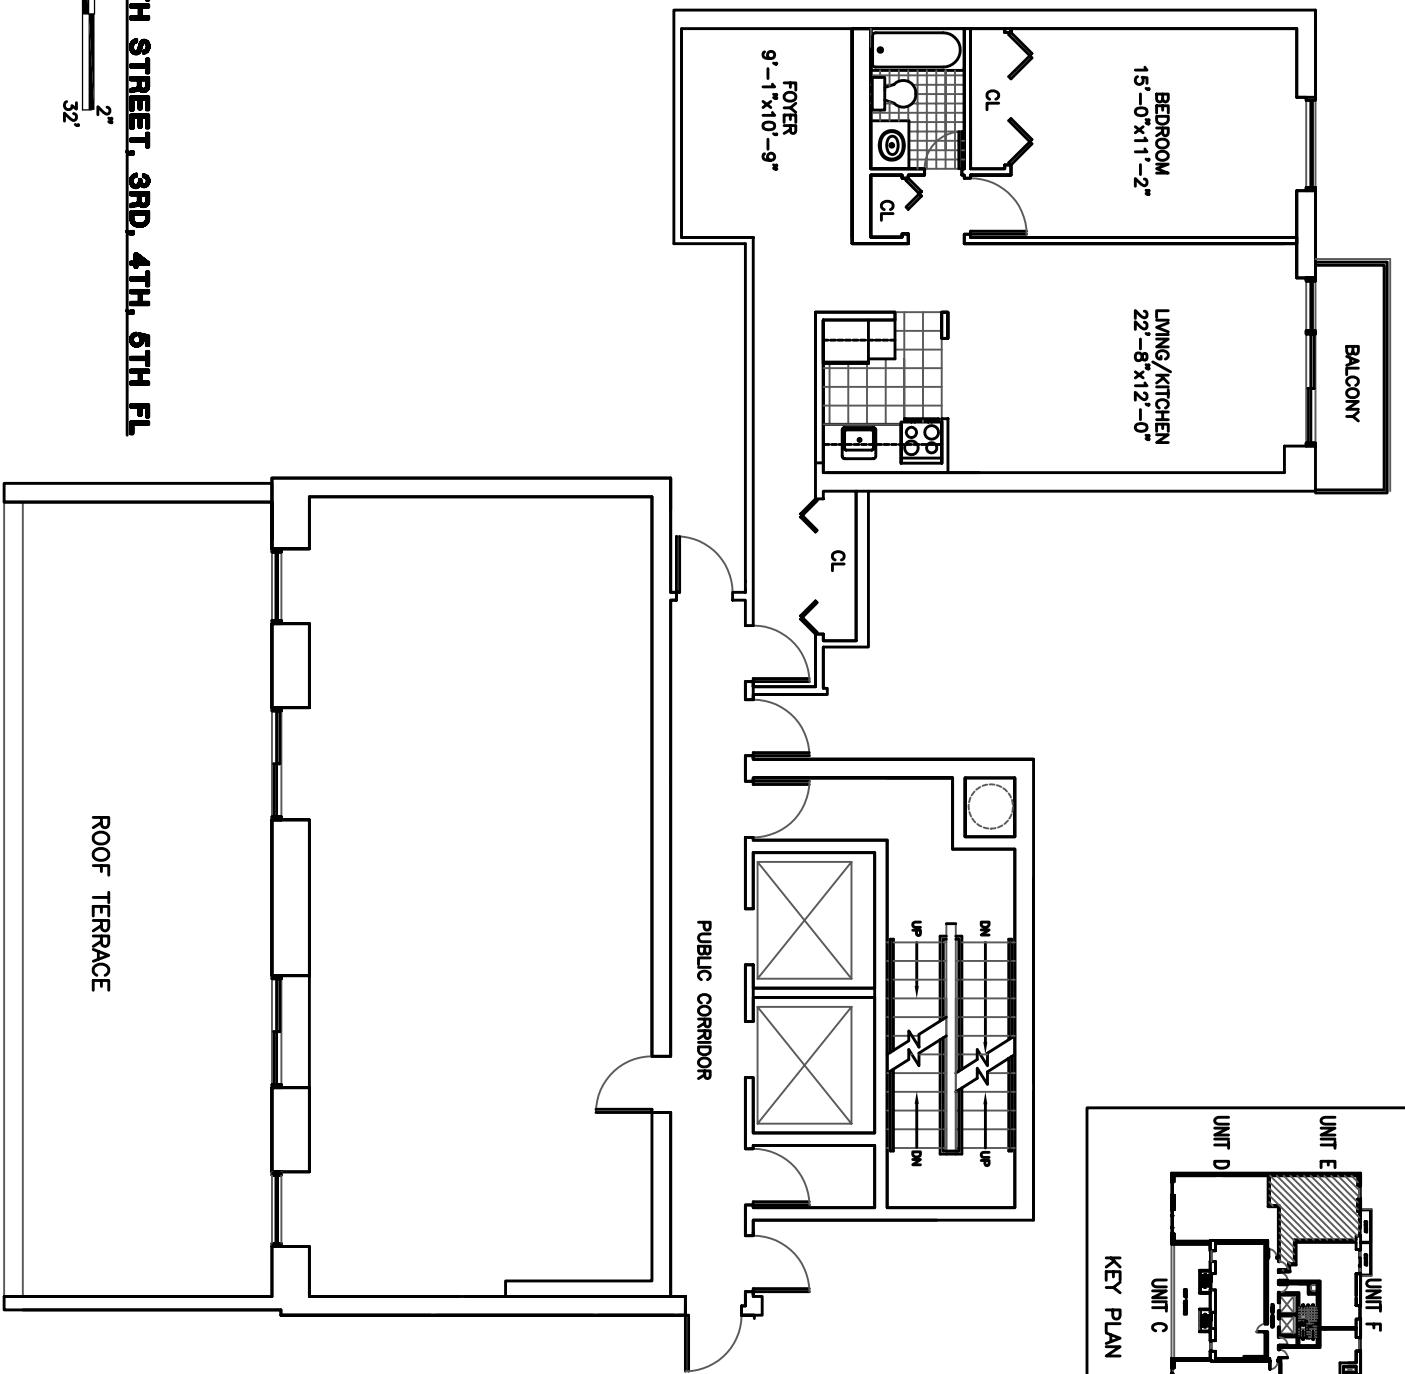 BALCONY
BEDROOM
15'-0"x11'-2"
LIVING/KITCHEN
22'-8"x12'-0"
CL
CL
FOYER
9'-1"x10'-9"
CL
DN
UP
UP
DN
PUBLIC CORRIDOR
ROOF TERRACE
UNIT E
UNIT D
UNIT F
UNIT C
KEY PLAN
TH STREET, 3RD, 4TH, 5TH FL
2"
32'